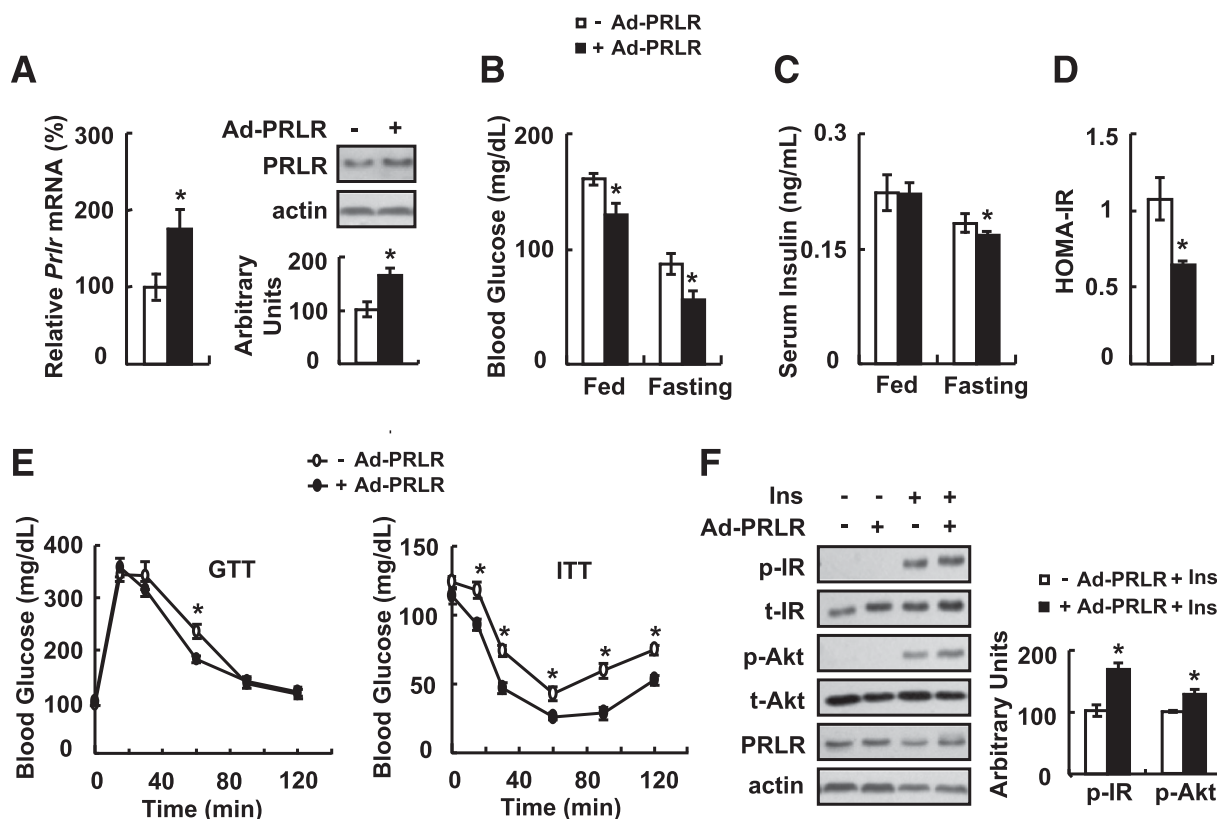 - Ad-PRLR
+ Ad-PRLR
A
Relative Prlr mRNA (%)
300
200
100
0
*
Ad-PRLR - +
PRLR
actin
Arbitrary
Units
200
100
0
*
B
Blood Glucose (mg/dL)
200
100
0
*
*
Fed Fasting
C
Serum Insulin (ng/mL)
0.3
0.15
0
*
Fed Fasting
D
HOMA-IR
1.5
1
0.5
0
*
E
- Ad-PRLR
+ Ad-PRLR
Blood Glucose (mg/dL)
400
300
200
100
0
GTT
*
0 40 80 120
Time (min)
Blood Glucose (mg/dL)
150
100
50
0
ITT
* * * * *
0 40 80 120
Time (min)
F
Ins - - + +
Ad-PRLR - + - +
p-IR
t-IR
p-Akt
t-Akt
PRLR
actin
- Ad-PRLR + Ins
+ Ad-PRLR + Ins
Arbitrary Units
200
100
0
*
*
p-IR p-Akt